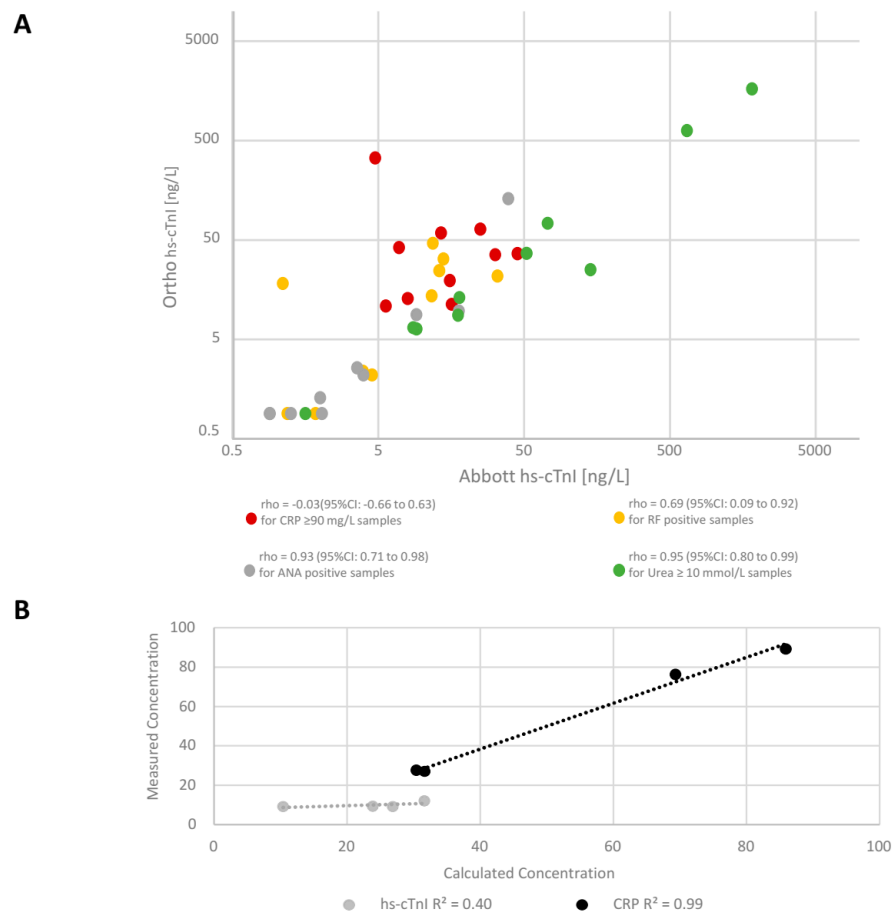 A
5000
500
50
5
0.5
Ortho hs-cTnI [ng/L]
0.5
5
50
500
5000
Abbott hs-cTnI [ng/L]
rho = -0.03(95%CI: -0.66 to 0.63)
for CRP ≥90 mg/L samples
rho = 0.69 (95%CI: 0.09 to 0.92)
for RF positive samples
rho = 0.93 (95%CI: 0.71 to 0.98)
for ANA positive samples
rho = 0.95 (95%CI: 0.80 to 0.99)
for Urea ≥ 10 mmol/L samples
B
100
80
60
40
20
0
Measured Concentration
0
20
40
60
80
100
Calculated Concentration
hs-cTnI R² = 0.40
CRP R² = 0.99